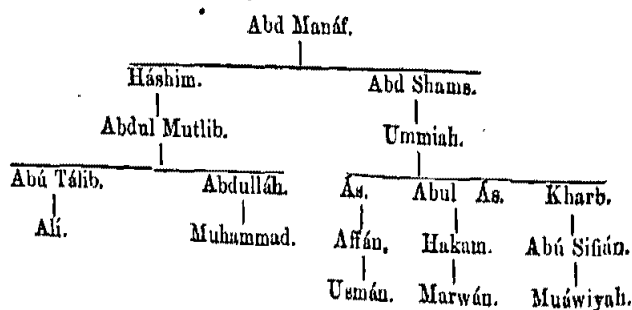 Abd Manáf.
Háshim. Abd Shams.
Abdul Mutlib. Ummiah.
Abú Tálib. Abdulláh. Ás. Abul Ás. Kharb.
Alí. Muhammad. Affán. Hakam. Abú Sifián.
Usmán. Marwán. Muáwiyah.